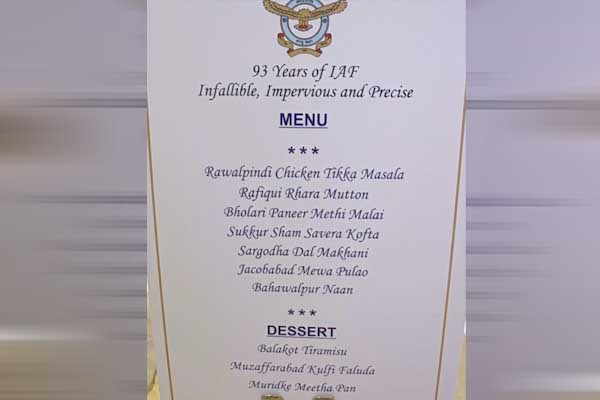 93 Years of IAF
Infallible, Impervious and Precise
MENU
***
Rawalpindi Chicken Tikka Masala
Rafiqui Rhara Mutton
Bholari Paneer Methi Malai
Sukkur Sham Savera Kofta
Sargodha Dal Makhani
Jacobabad Mewa Pulao
Bahawalpur Naan
***
DESSERT
Balakot Tiramisu
Muzaffarabad Kulfi Faluda
Muridke Meetha Pan